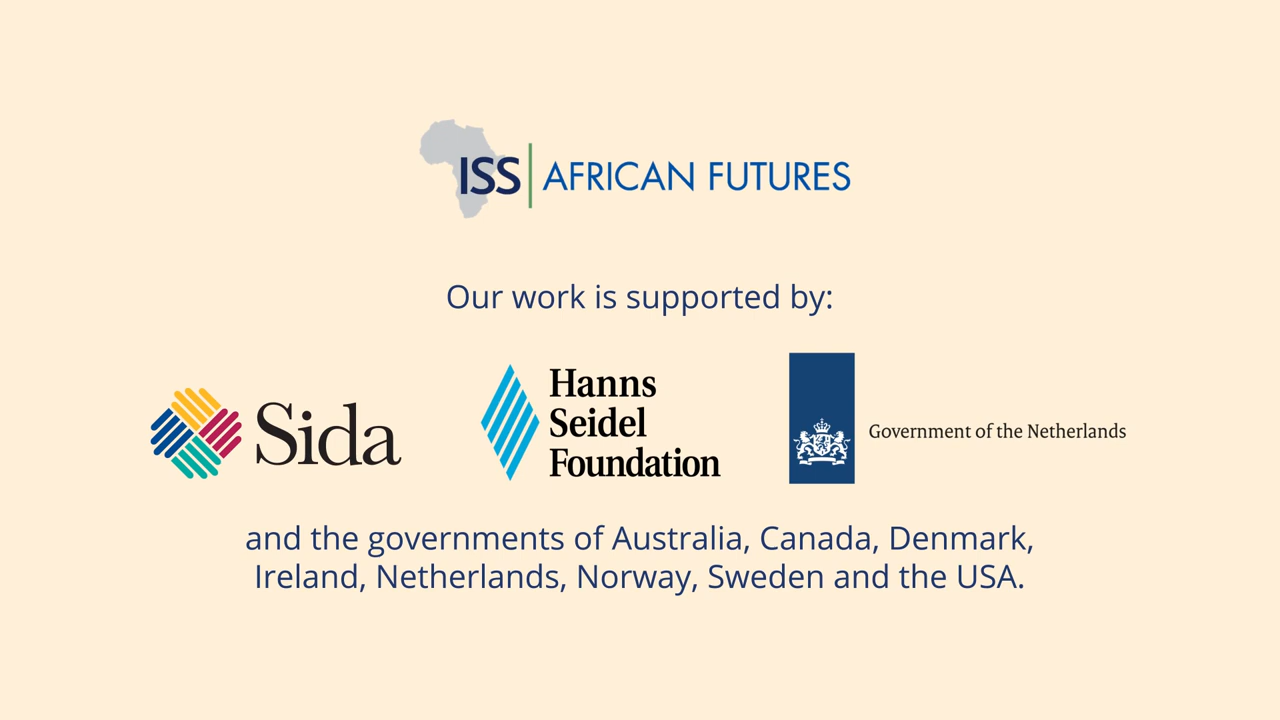 ISS AFRICAN FUTURES
Our work is supported by:
Sida
Hanns
Seidel
Foundation
Government of the Netherlands
and the governments of Australia, Canada, Denmark,
Ireland, Netherlands, Norway, Sweden and the USA.